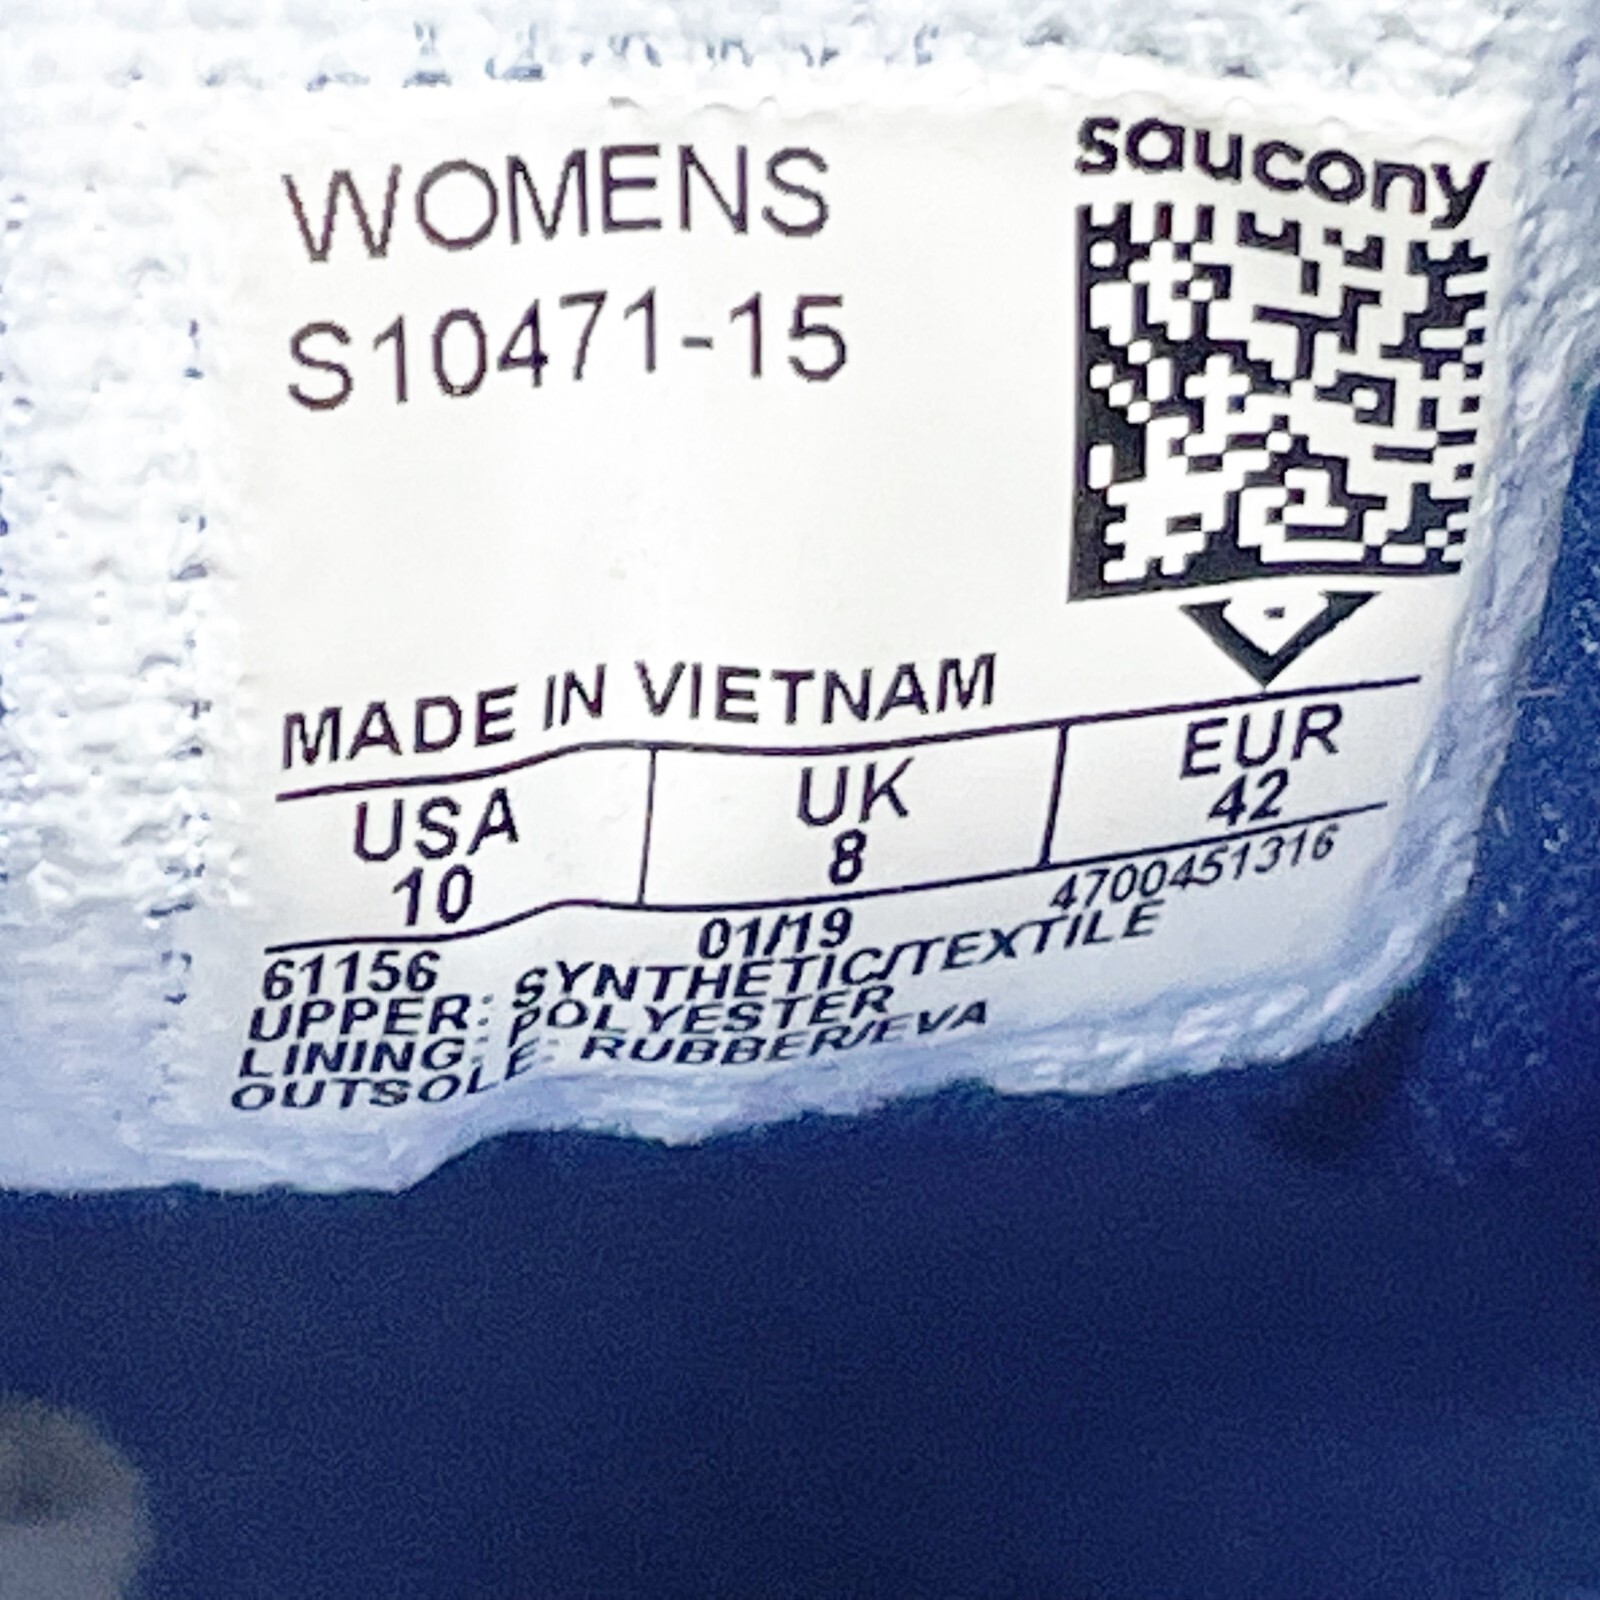 saucony
WOMENS
S10471-15
MADE IN VIETNAM
USA UK EUR
10 8 42
61156 01/19 4700451316
UPPER: SYNTHETIC/TEXTILE
LINING: POLYESTER
OUTSOLE: RUBBER/EVA